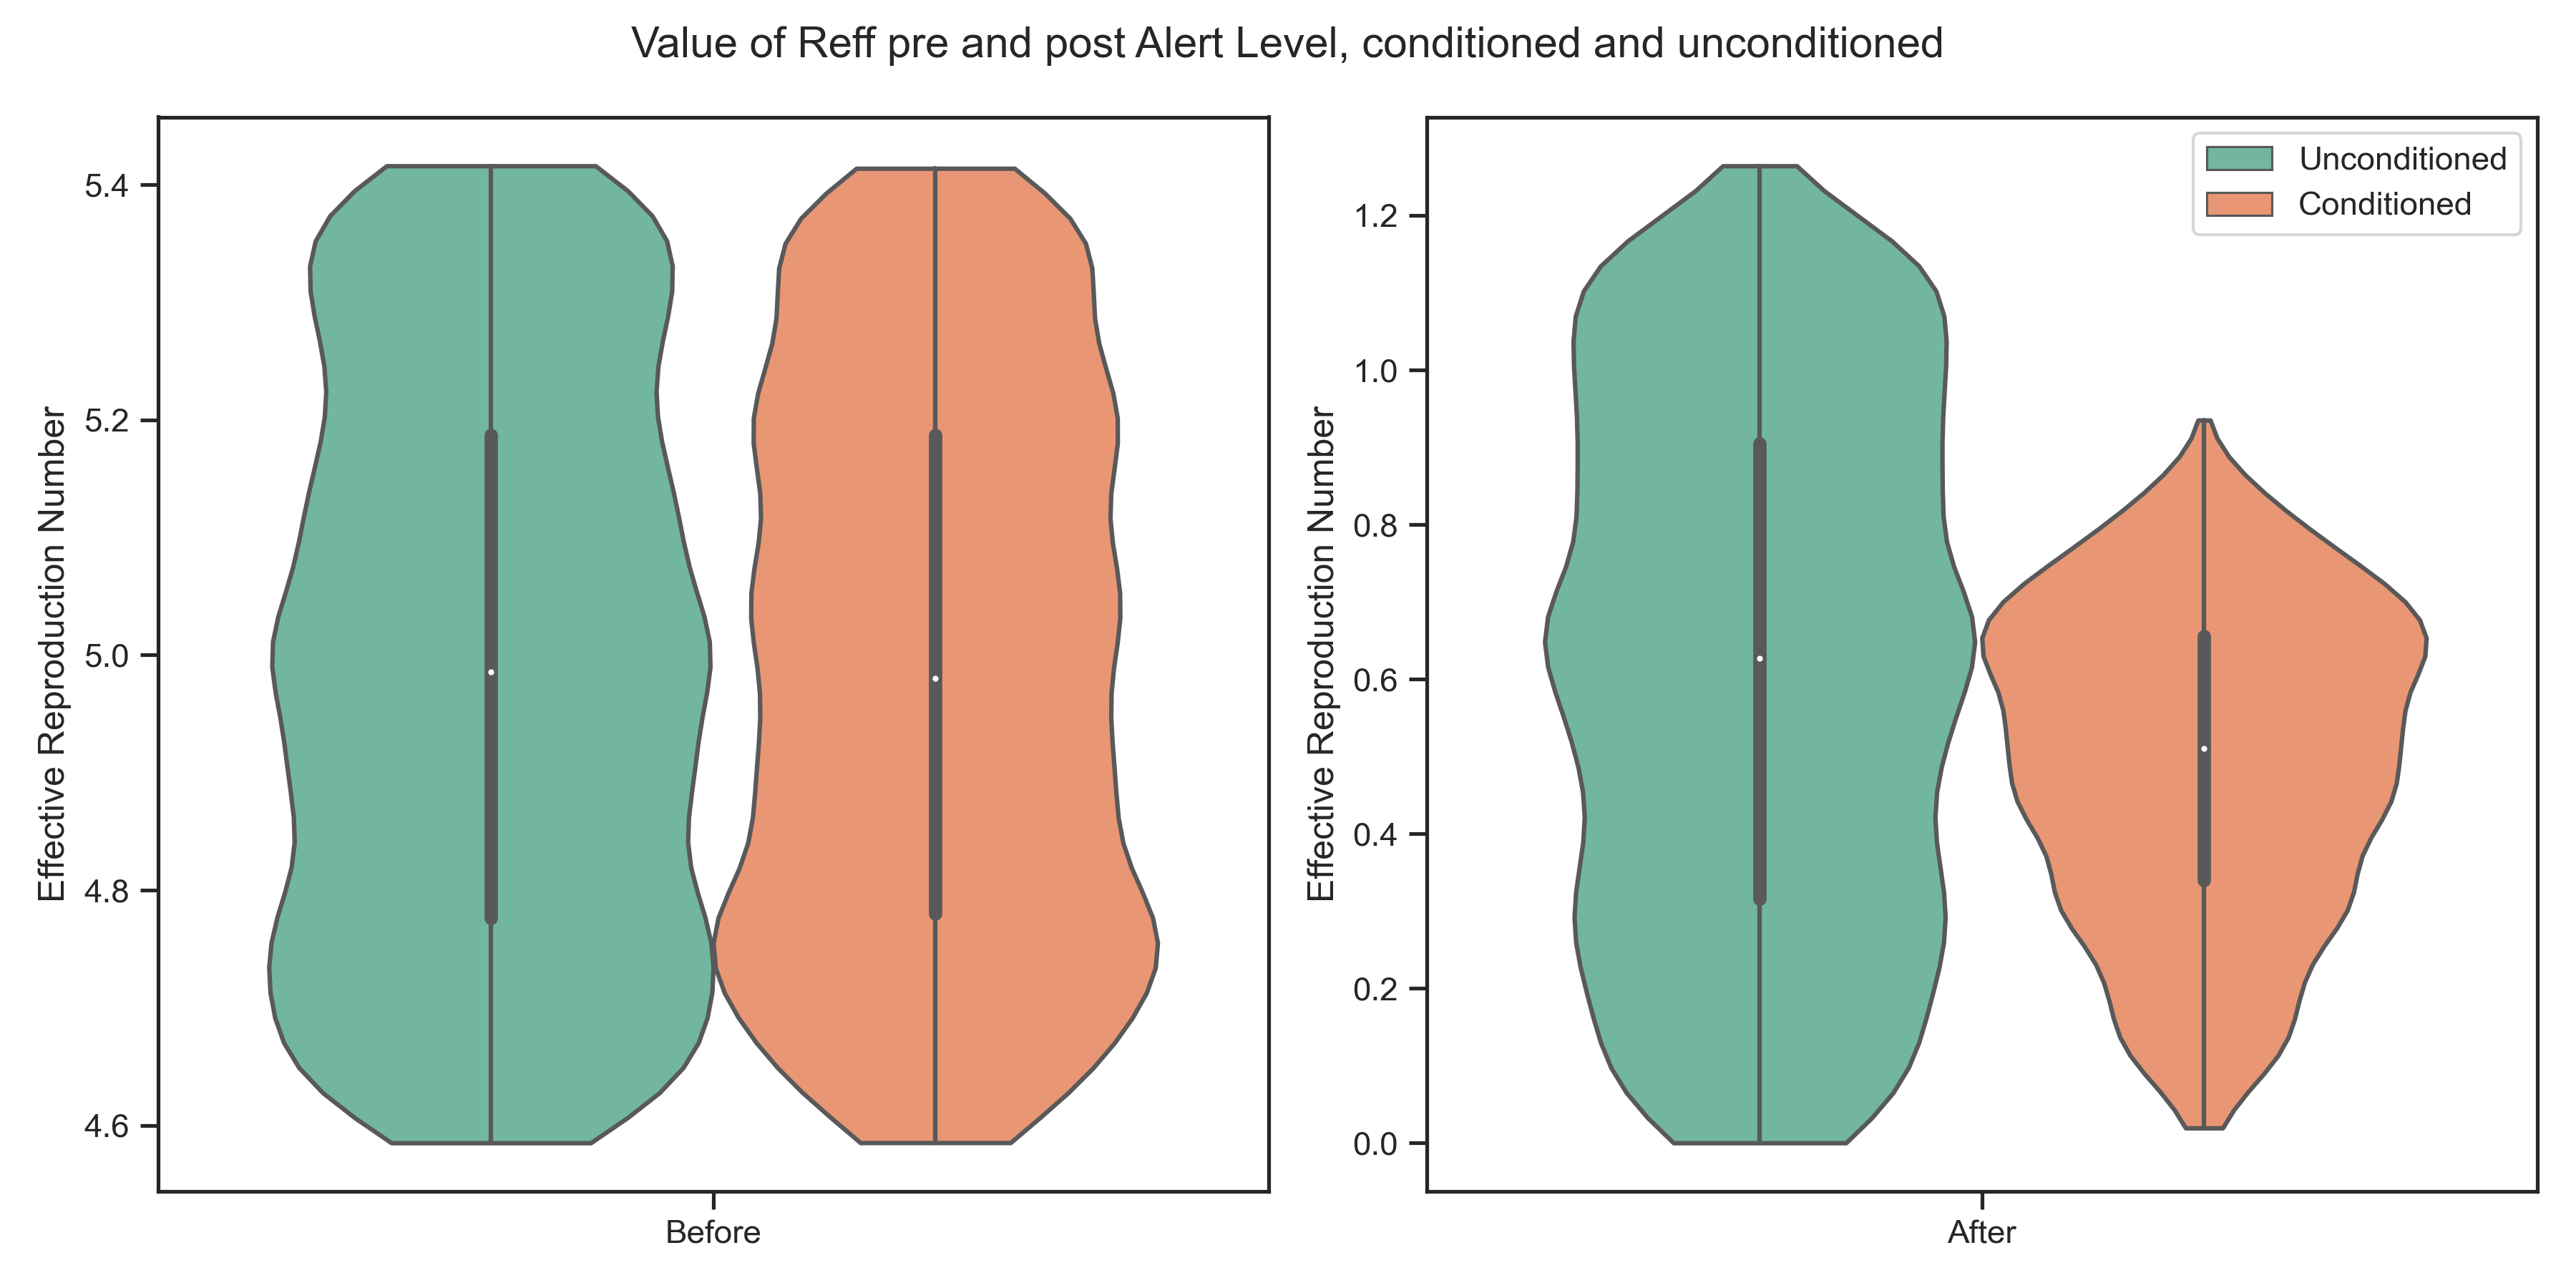 Value of Reff pre and post Alert Level, conditioned and unconditioned
Effective Reproduction Number
5.4
5.2
5.0
4.8
4.6
Before
Effective Reproduction Number
1.2
1.0
0.8
0.6
0.4
0.2
0.0
After
Unconditioned
Conditioned